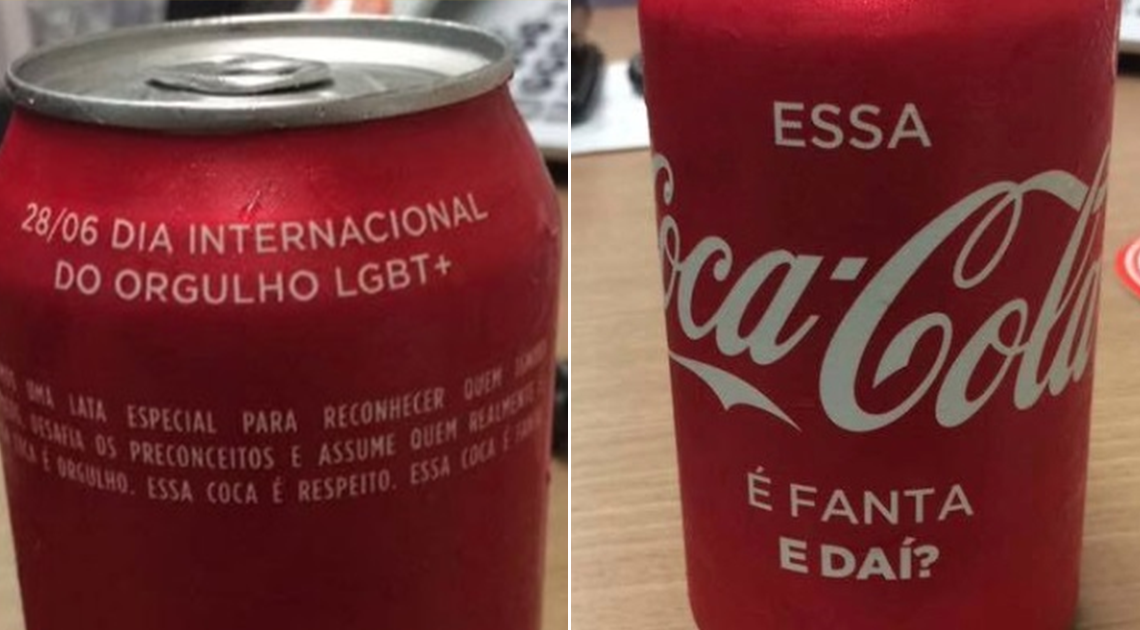 28/06 DIA INTERNACIONAL
DO ORGULHO LGBT+
UMA LATA ESPECIAL PARA RECONHECER QUEM
DESAFIA OS PRECONCEITOS E ASSUME QUEM REALMENTE É
É ORGULHO. ESSA COCA É RESPEITO. ESSA COCA É
ESSA
Coca-Cola
É FANTA
E DAÍ?